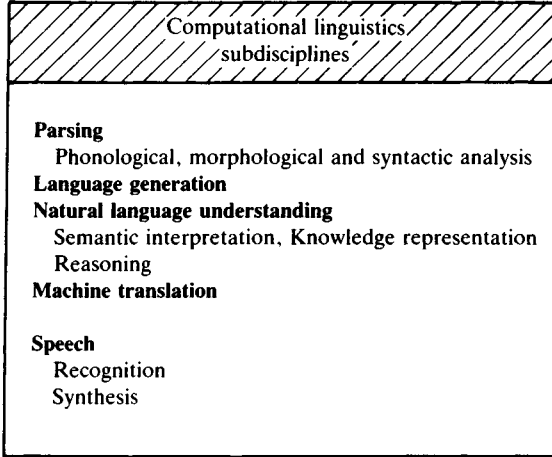 Computational linguistics
subdisciplines
Parsing
Phonological, morphological and syntactic analysis
Language generation
Natural language understanding
Semantic interpretation, Knowledge representation
Reasoning
Machine translation
Speech
Recognition
Synthesis